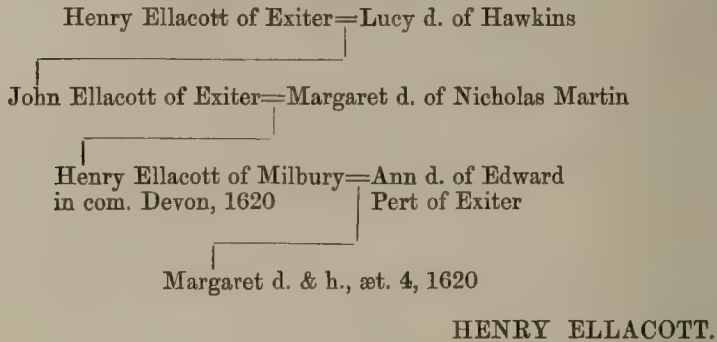 Henry Ellacott of Exiter=Lucy d. of Hawkins
John Ellacott of Exiter=Margaret d. of Nicholas Martin
Henry Ellacott of Milbury=Ann d. of Edward
in com. Devon, 1620 Pert of Exiter
Margaret d. & h., æt. 4, 1620
HENRY ELLACOTT.